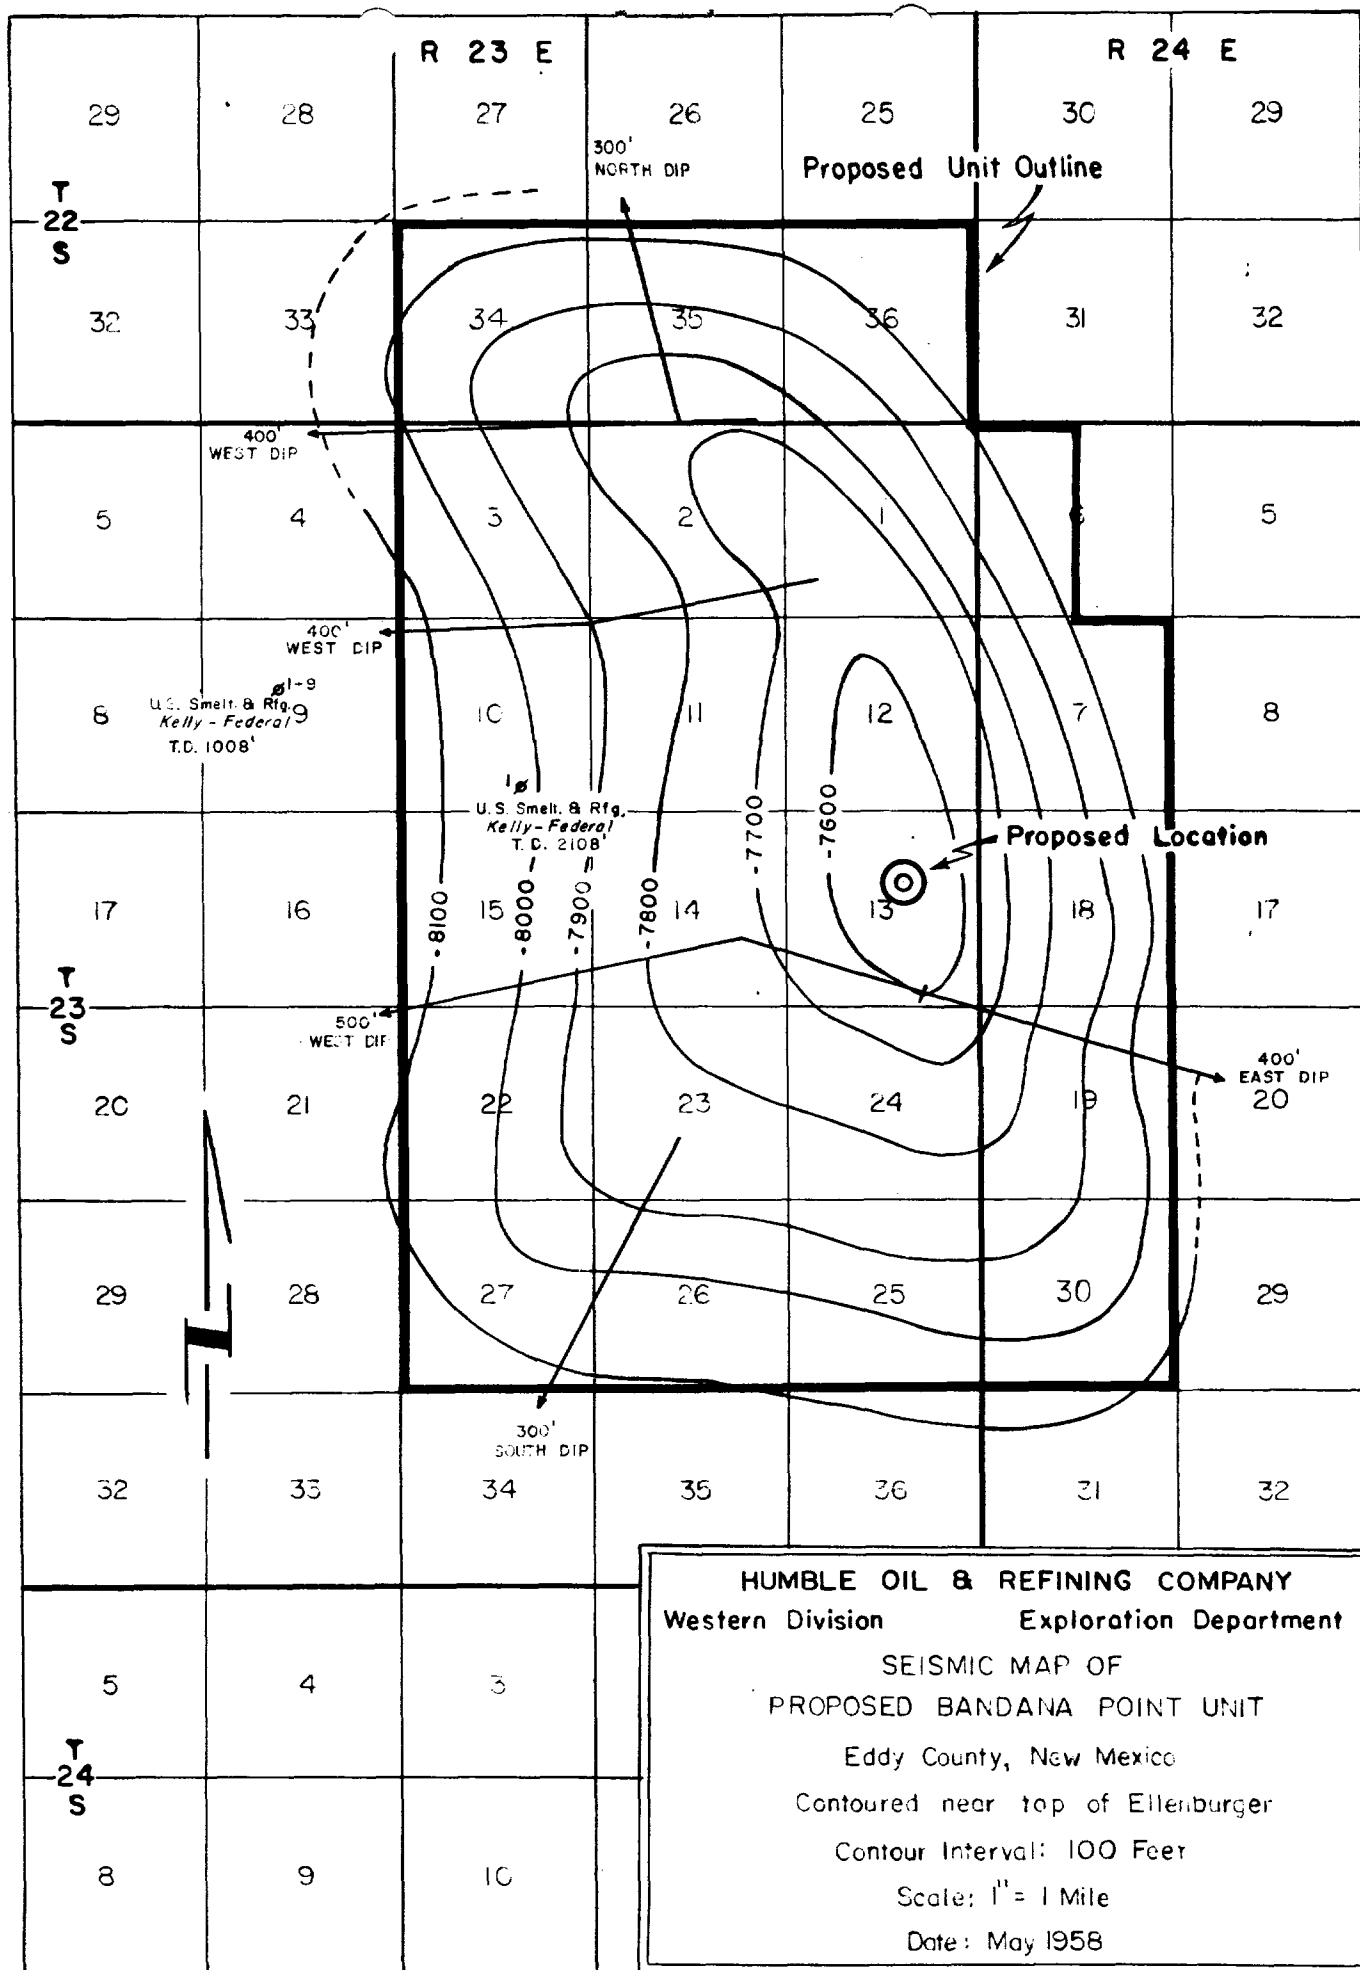 R 23 E
R 24 E
29 28 27 26 25 30 29
300'
NORTH DIP
Proposed Unit Outline
T
22
S
32 33 34 35 36 31 32
400'
WEST DIP
5 4 3 2 1 5
400'
WEST DIP
1-9
U.S. Smelt. & Rfg.
Kelly - Federal
T.D. 1008'
8 9 10 11 12 7 8
1
U.S. Smelt. & Rfg.
Kelly - Federal
T.D. 2108'
-7700
-7600
Proposed Location
17 16 15 14 13 18 17
-8100
-8000
-7900
-7800
T
23
S
500'
WEST DIP
400'
EAST DIP
20 21 22 23 24 19 20
29 28 27 26 25 30 29
300'
SOUTH DIP
32 33 34 35 36 31 32
HUMBLE OIL & REFINING COMPANY
Western Division Exploration Department
SEISMIC MAP OF
PROPOSED BANDANA POINT UNIT
Eddy County, New Mexico
Contoured near top of Ellenburger
Contour Interval: 100 Feet
Scale: 1" = 1 Mile
Date: May 1958
5 4 3
T
24
S
8 9 10